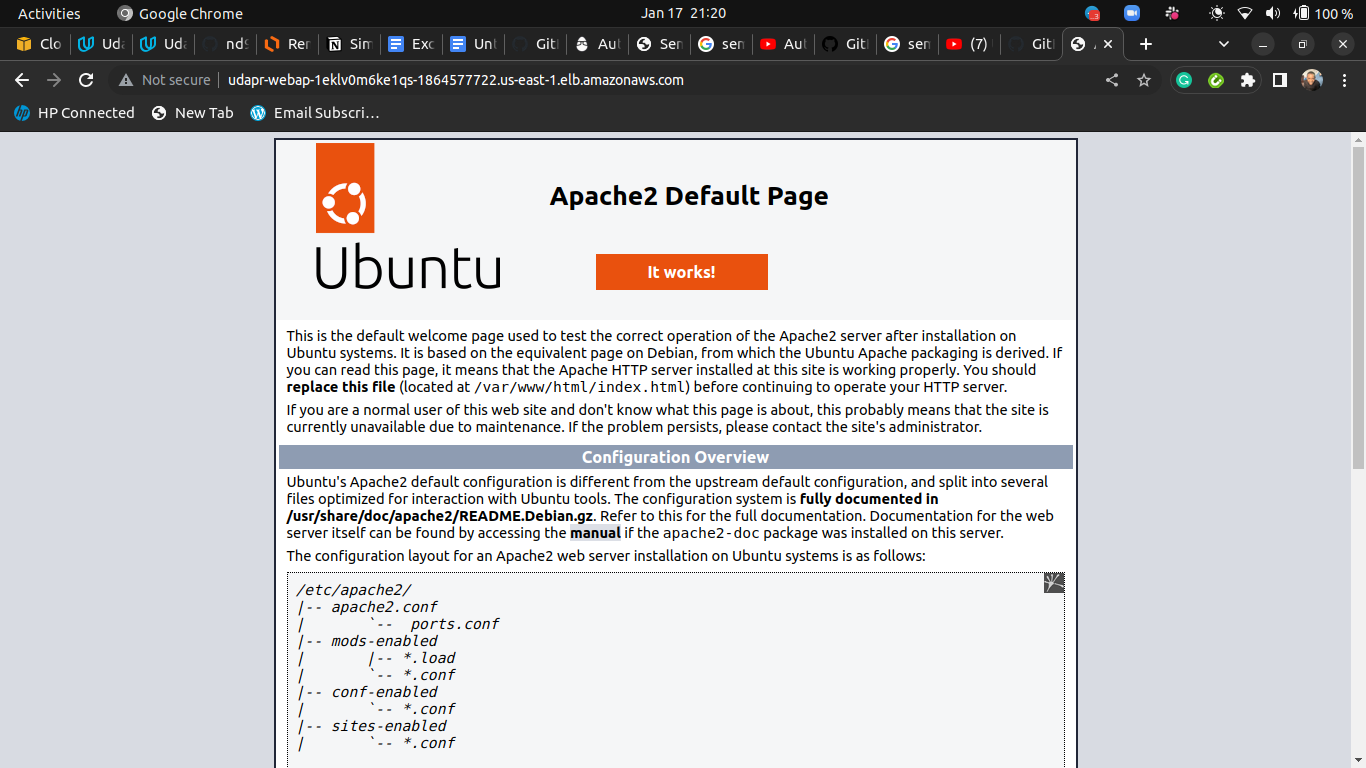 Activities Google Chrome Jan 17 21:20 3 100 %
Clo Uda Uda nd9 Ren Sim Exc Unt Git Aut Sen sen Aut Git sen (7) Git
Not secure udapr-webap-1eklv0m6ke1qs-1864577722.us-east-1.elb.amazonaws.com
HP Connected New Tab Email Subscri…
Apache2 Default Page
Ubuntu
It works!
This is the default welcome page used to test the correct operation of the Apache2 server after installation on
Ubuntu systems. It is based on the equivalent page on Debian, from which the Ubuntu Apache packaging is derived. If
you can read this page, it means that the Apache HTTP server installed at this site is working properly. You should
replace this file (located at /var/www/html/index.html) before continuing to operate your HTTP server.
If you are a normal user of this web site and don't know what this page is about, this probably means that the site is
currently unavailable due to maintenance. If the problem persists, please contact the site's administrator.
Configuration Overview
Ubuntu's Apache2 default configuration is different from the upstream default configuration, and split into several
files optimized for interaction with Ubuntu tools. The configuration system is fully documented in
/usr/share/doc/apache2/README.Debian.gz. Refer to this for the full documentation. Documentation for the web
server itself can be found by accessing the manual if the apache2-doc package was installed on this server.
The configuration layout for an Apache2 web server installation on Ubuntu systems is as follows:
/etc/apache2/
|-- apache2.conf
|       `--  ports.conf
|-- mods-enabled
|       |-- *.load
|       `-- *.conf
|-- conf-enabled
|       `-- *.conf
|-- sites-enabled
|       `-- *.conf